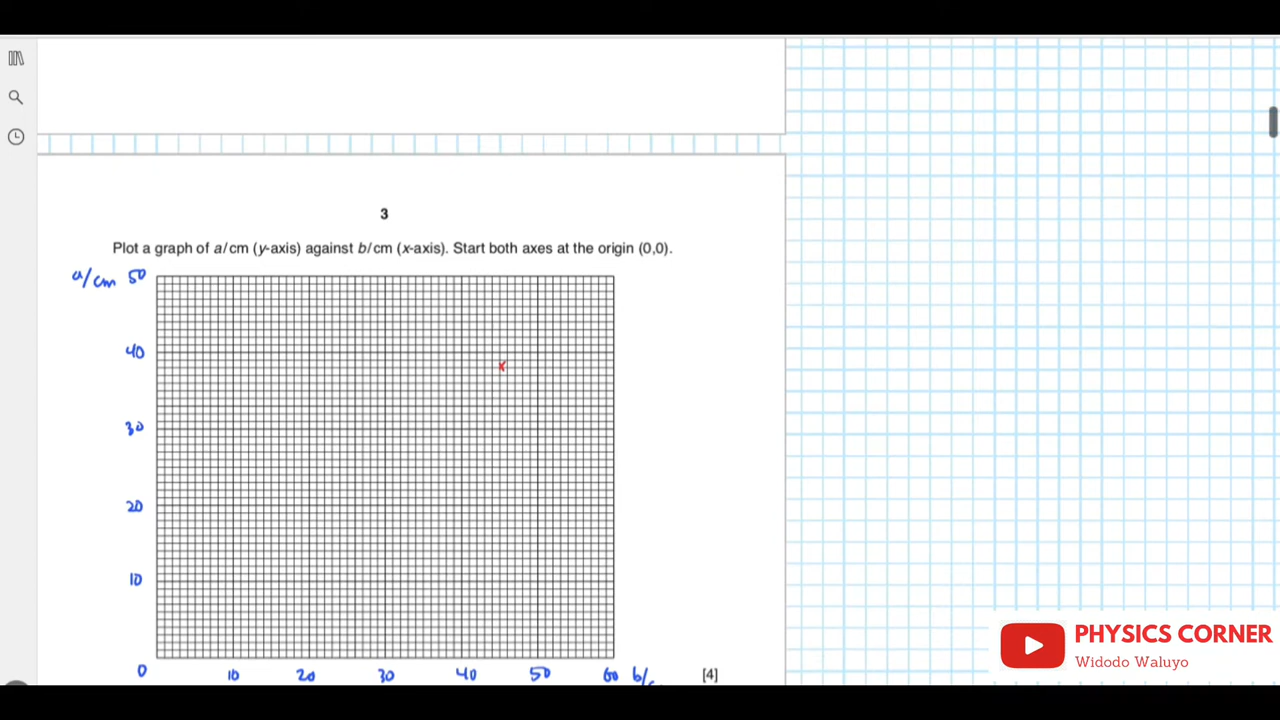 3
Plot a graph of a/cm (y-axis) against b/cm (x-axis). Start both axes at the origin (0,0).
a/cm 50
40
30
20
10
0 10 20 30 40 50 60 b/
[4]
PHYSICS CORNER
Widodo Waluyo